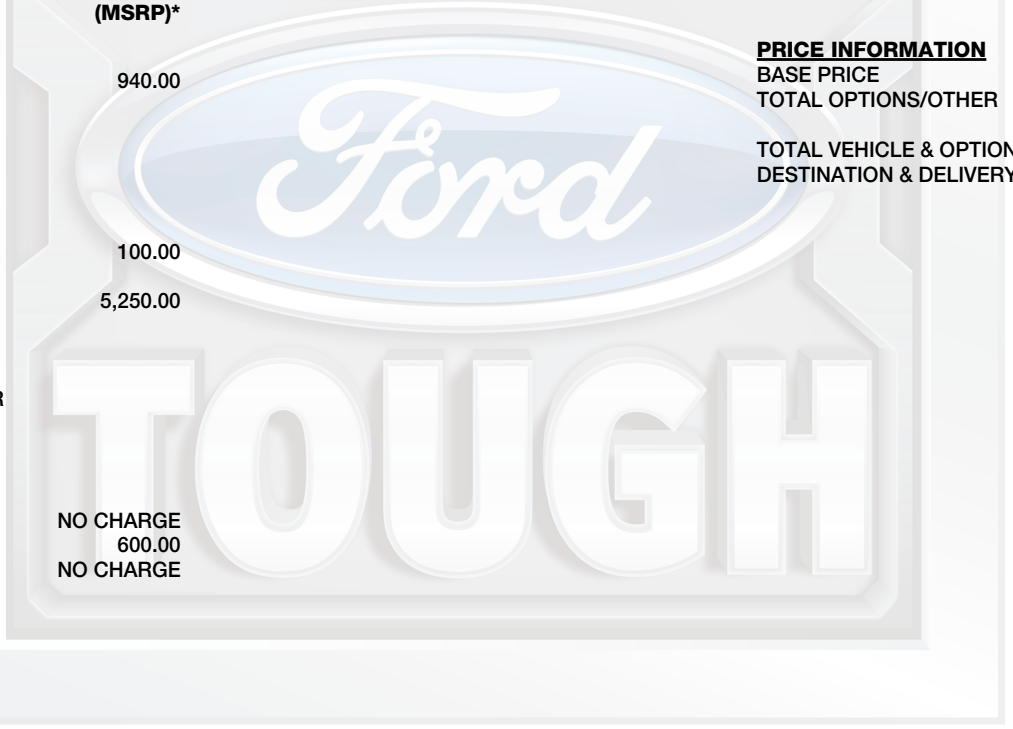 (MSRP)*
940.00
100.00
5,250.00
R
NO CHARGE
600.00
NO CHARGE
PRICE INFORMATION
BASE PRICE
TOTAL OPTIONS/OTHER
TOTAL VEHICLE & OPTION
DESTINATION & DELIVERY
Ford
TOUGH